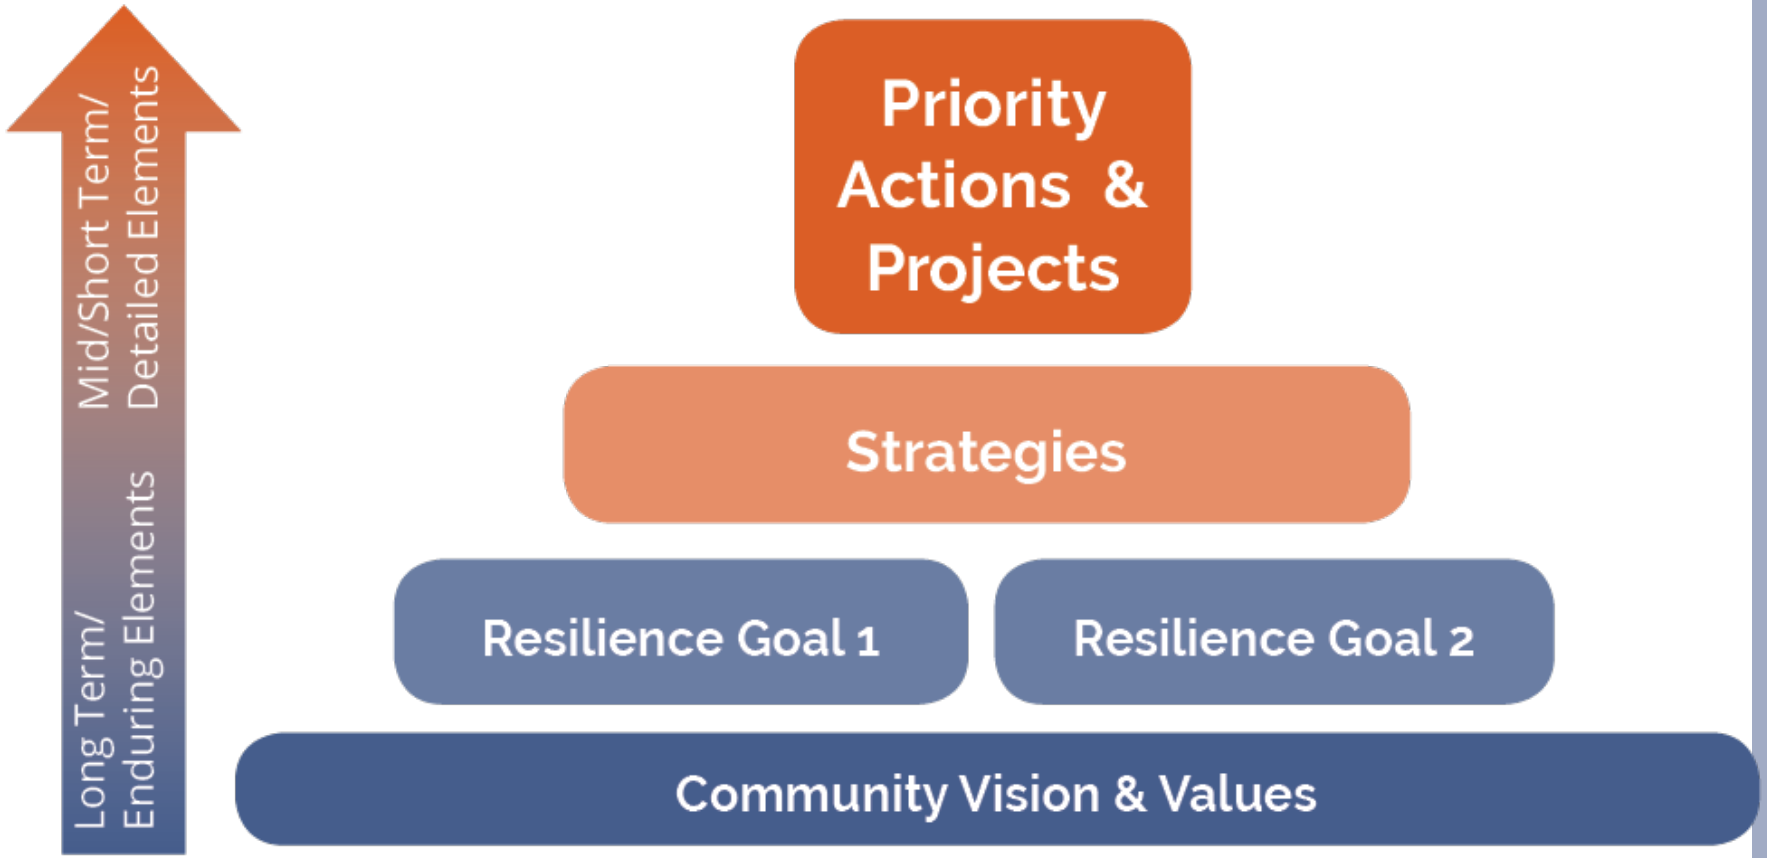 Mid/Short Term/
Detailed Elements
Long Term/
Enduring Elements
Priority
Actions &
Projects
Strategies
Resilience Goal 1
Resilience Goal 2
Community Vision & Values